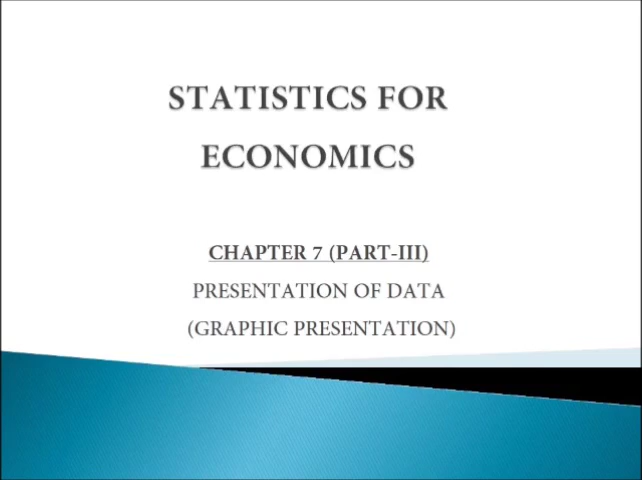 STATISTICS FOR
ECONOMICS
CHAPTER 7 (PART-III)
PRESENTATION OF DATA
(GRAPHIC PRESENTATION)